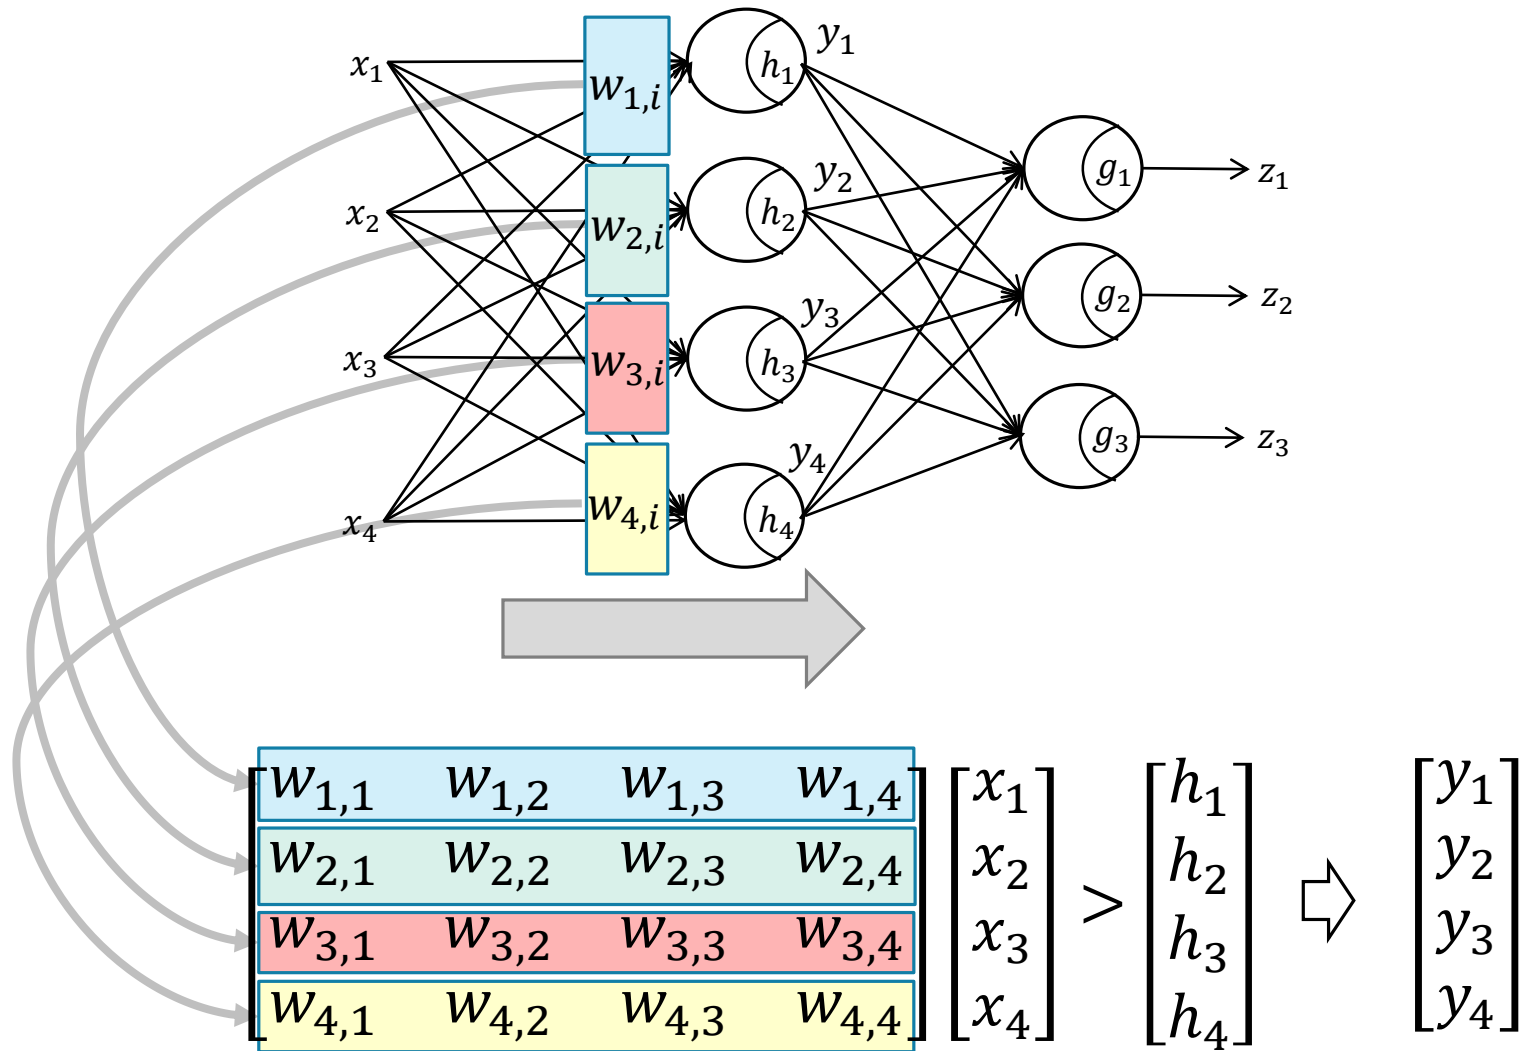 x₁ w₁,ᵢ h₁ y₁
g₁ z₁
x₂ w₂,ᵢ h₂ y₂
g₂ z₂
x₃ w₃,ᵢ h₃ y₃
g₃ z₃
x₄ w₄,ᵢ h₄ y₄
[w₁,₁ w₁,₂ w₁,₃ w₁,₄] [x₁] [h₁] [y₁]
[w₂,₁ w₂,₂ w₂,₃ w₂,₄] [x₂] > [h₂] [y₂]
[w₃,₁ w₃,₂ w₃,₃ w₃,₄] [x₃] [h₃] [y₃]
[w₄,₁ w₄,₂ w₄,₃ w₄,₄] [x₄] [h₄] [y₄]